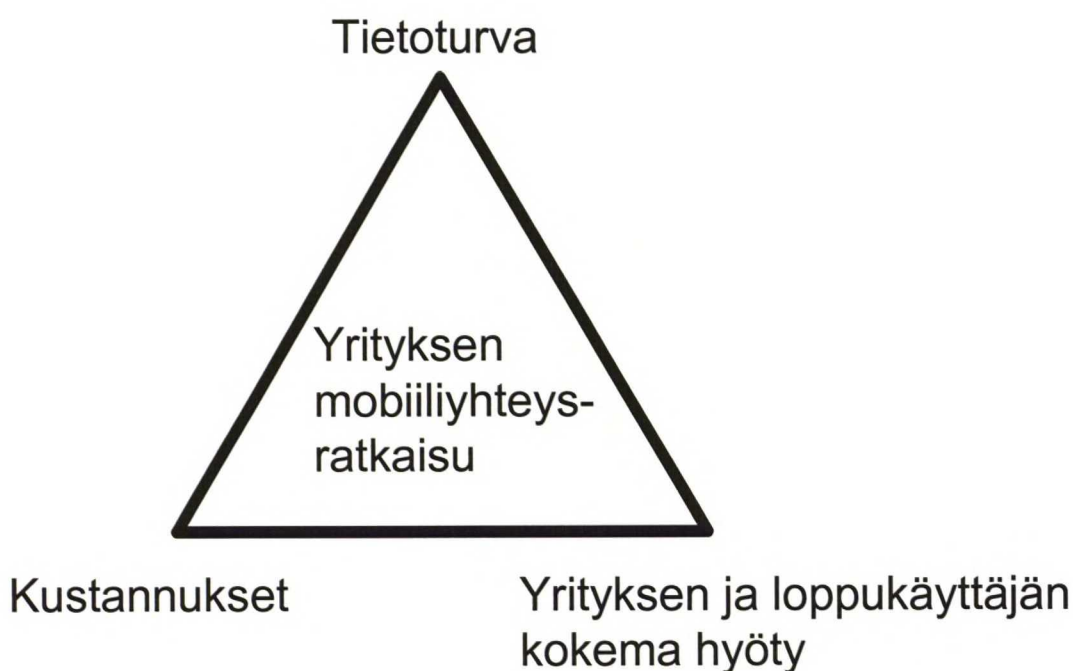 Tietoturva
Yrityksen
mobiiliyhteys-
ratkaisu
Kustannukset
Yrityksen ja loppukäyttäjän
kokema hyöty